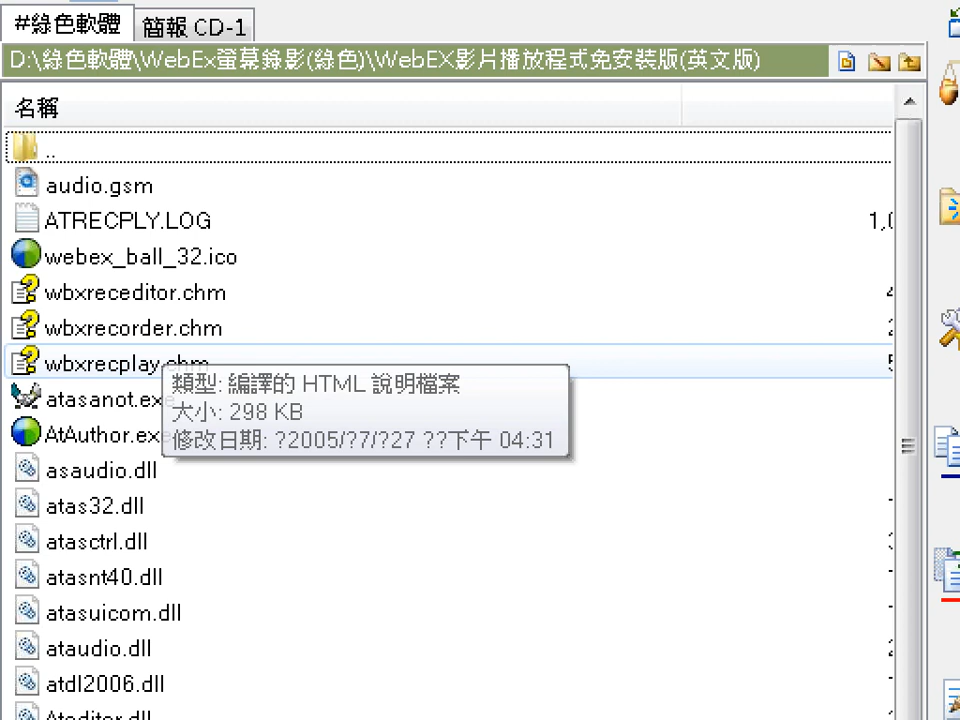 #綠色軟體
簡報 CD-1
D:\綠色軟體\WebEx螢幕錄影(綠色)\WebEX影片播放程式免安裝版(英文版)
名稱
..
audio.gsm
ATRECPLY.LOG
webex_ball_32.ico
wbxreceditor.chm
wbxrecorder.chm
wbxrecplay.chm
類型: 編譯的 HTML 說明檔案
大小: 298 KB
修改日期: ?2005/?7/?27 ??下午 04:31
atasanot.exe
AtAuthor.exe
asaudio.dll
atas32.dll
atasctrl.dll
atasnt40.dll
atasuicom.dll
ataudio.dll
atdl2006.dll
Ateditor.dll